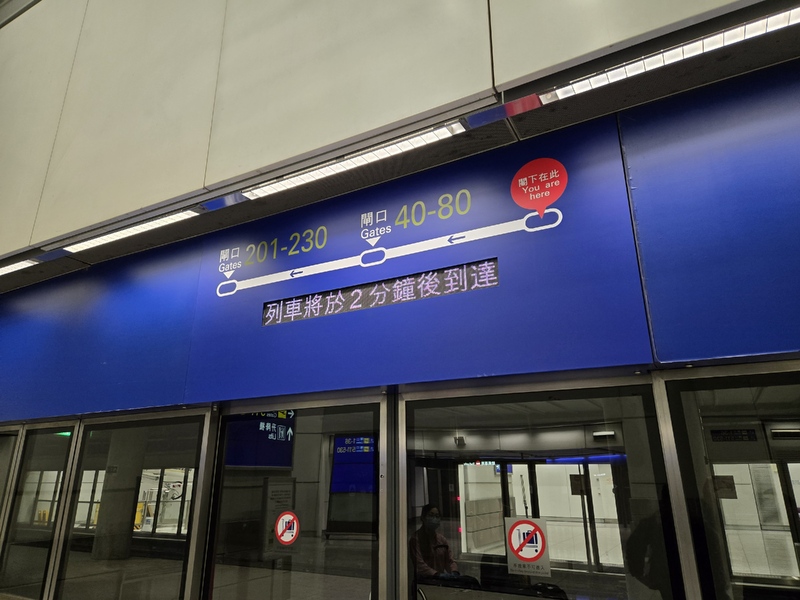 閣下在此
You are
here
閘口
Gates
40-80
閘口
Gates
201-230
列車將於2分鐘後到達